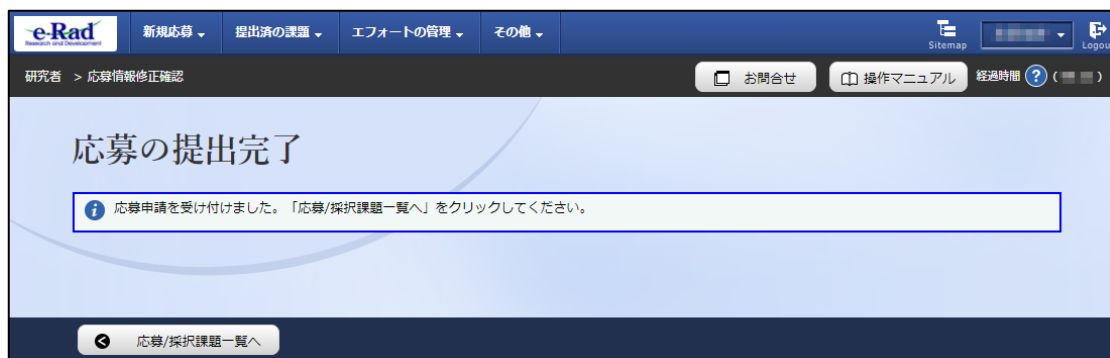 e-Rad
Research and Development
新規応募
提出済の課題
エフォートの管理
その他
Sitemap
Logou
研究者 > 応募情報修正確認
お問合せ
操作マニュアル
経過時間 ? ( )
応募の提出完了
i 応募申請を受け付けました。「応募/採択課題一覧へ」をクリックしてください。
応募/採択課題一覧へ